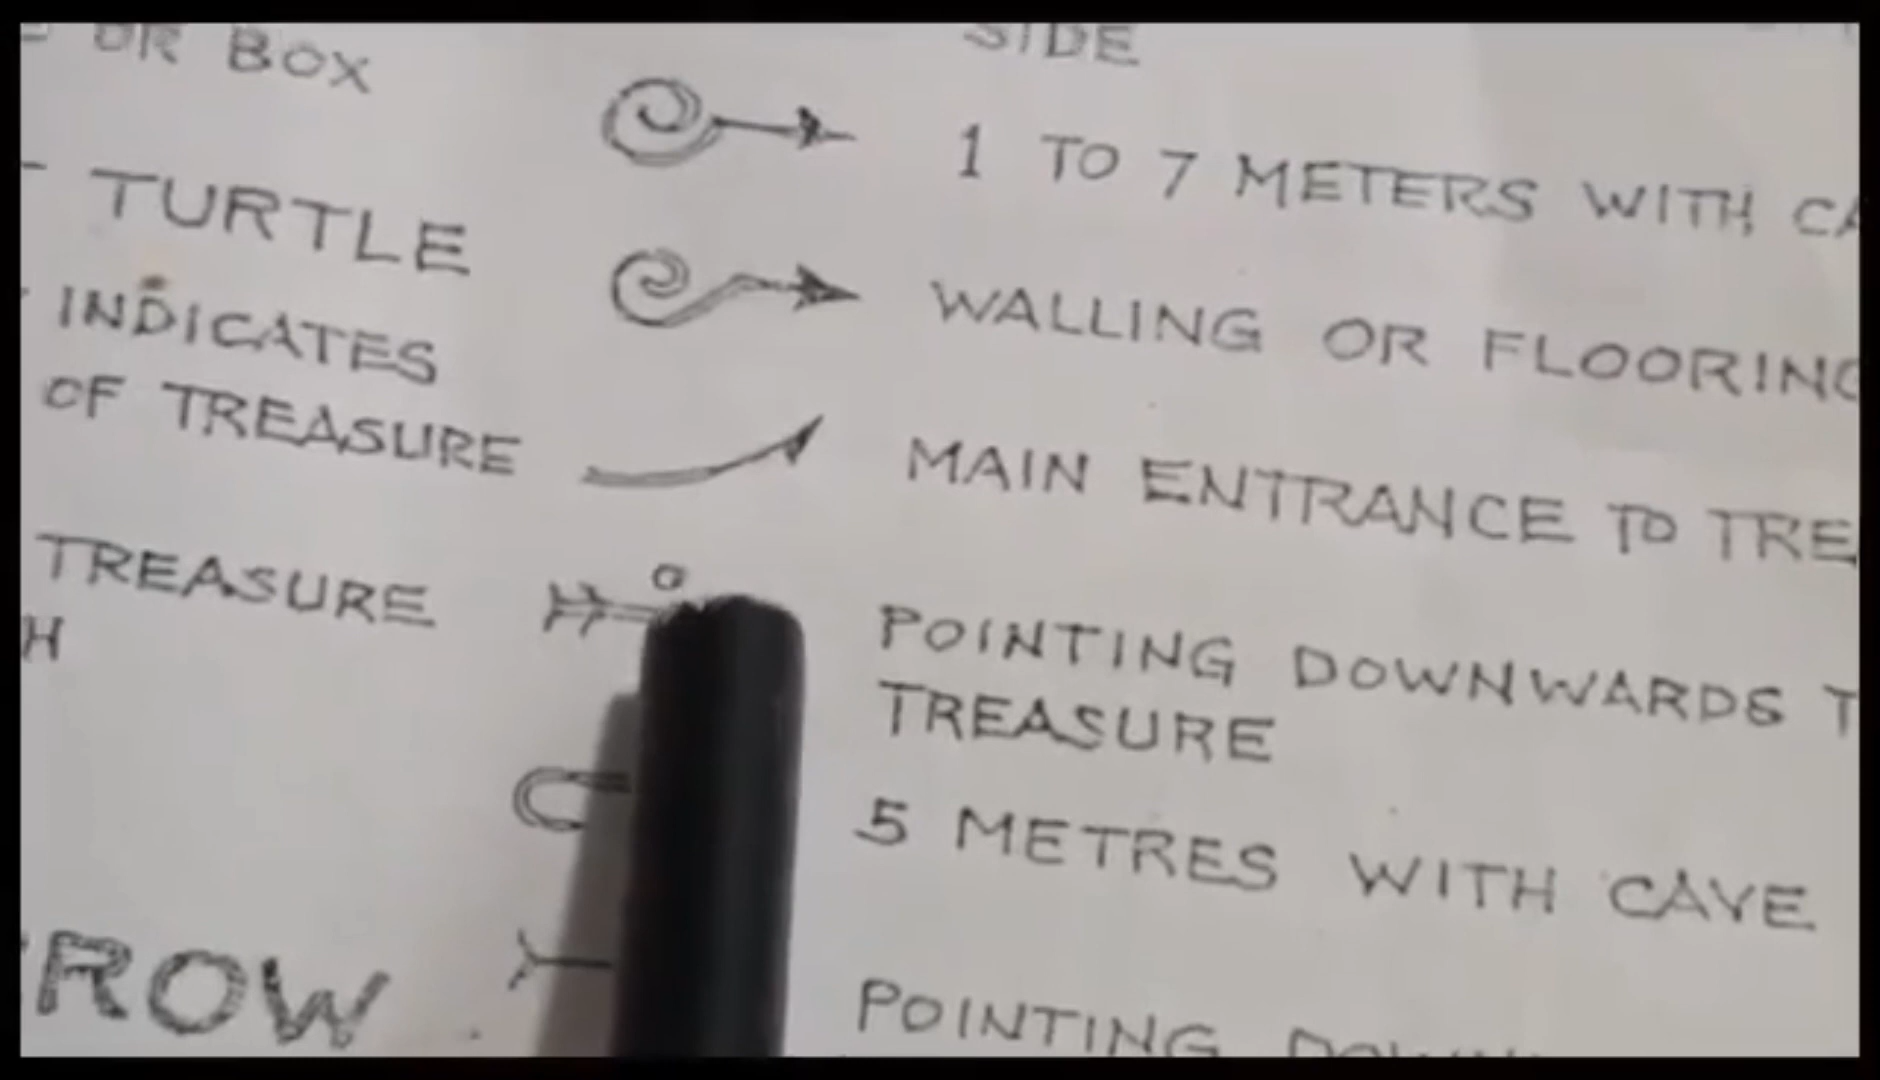 OR BOX
TURTLE
INDICATES
OF TREASURE
TREASURE
H
ROW
SIDE
1 TO 7 METERS WITH
WALLING OR FLOORING
MAIN ENTRANCE TO TRE
POINTING DOWNWARDS T
TREASURE
5 METRES WITH CAVE
POINTING